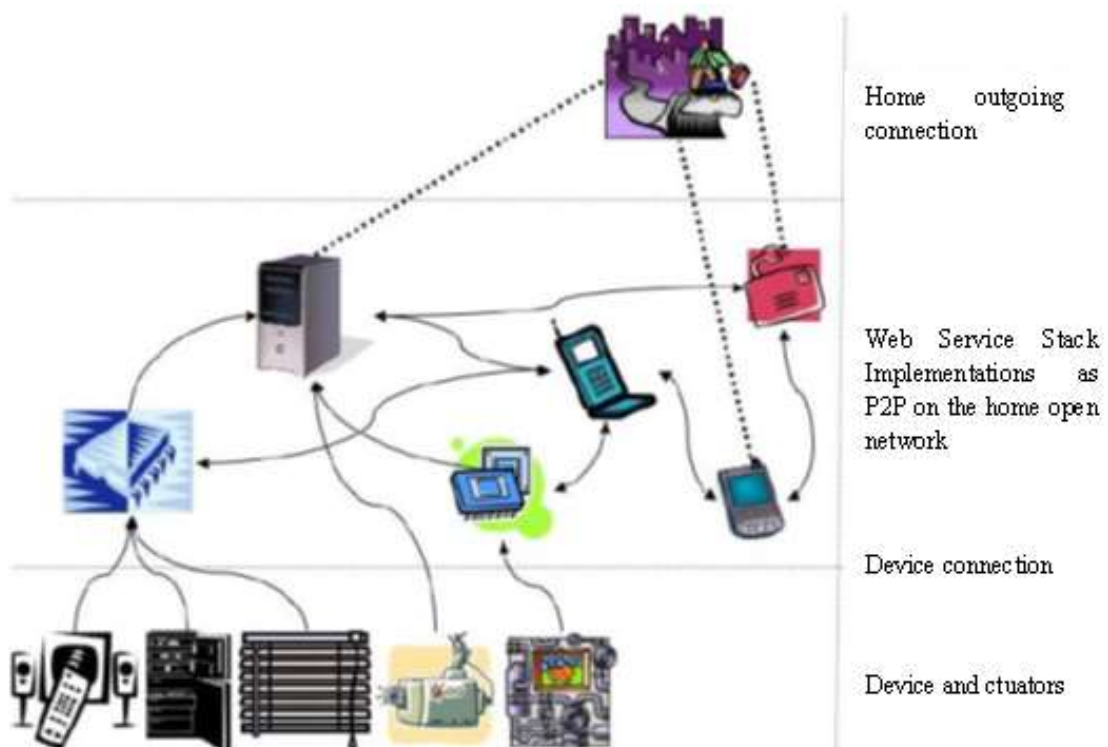 Home outgoing
connection
Web Service Stack
Implementations as
P2P on the home open
network
Device connection
Device and ctuators